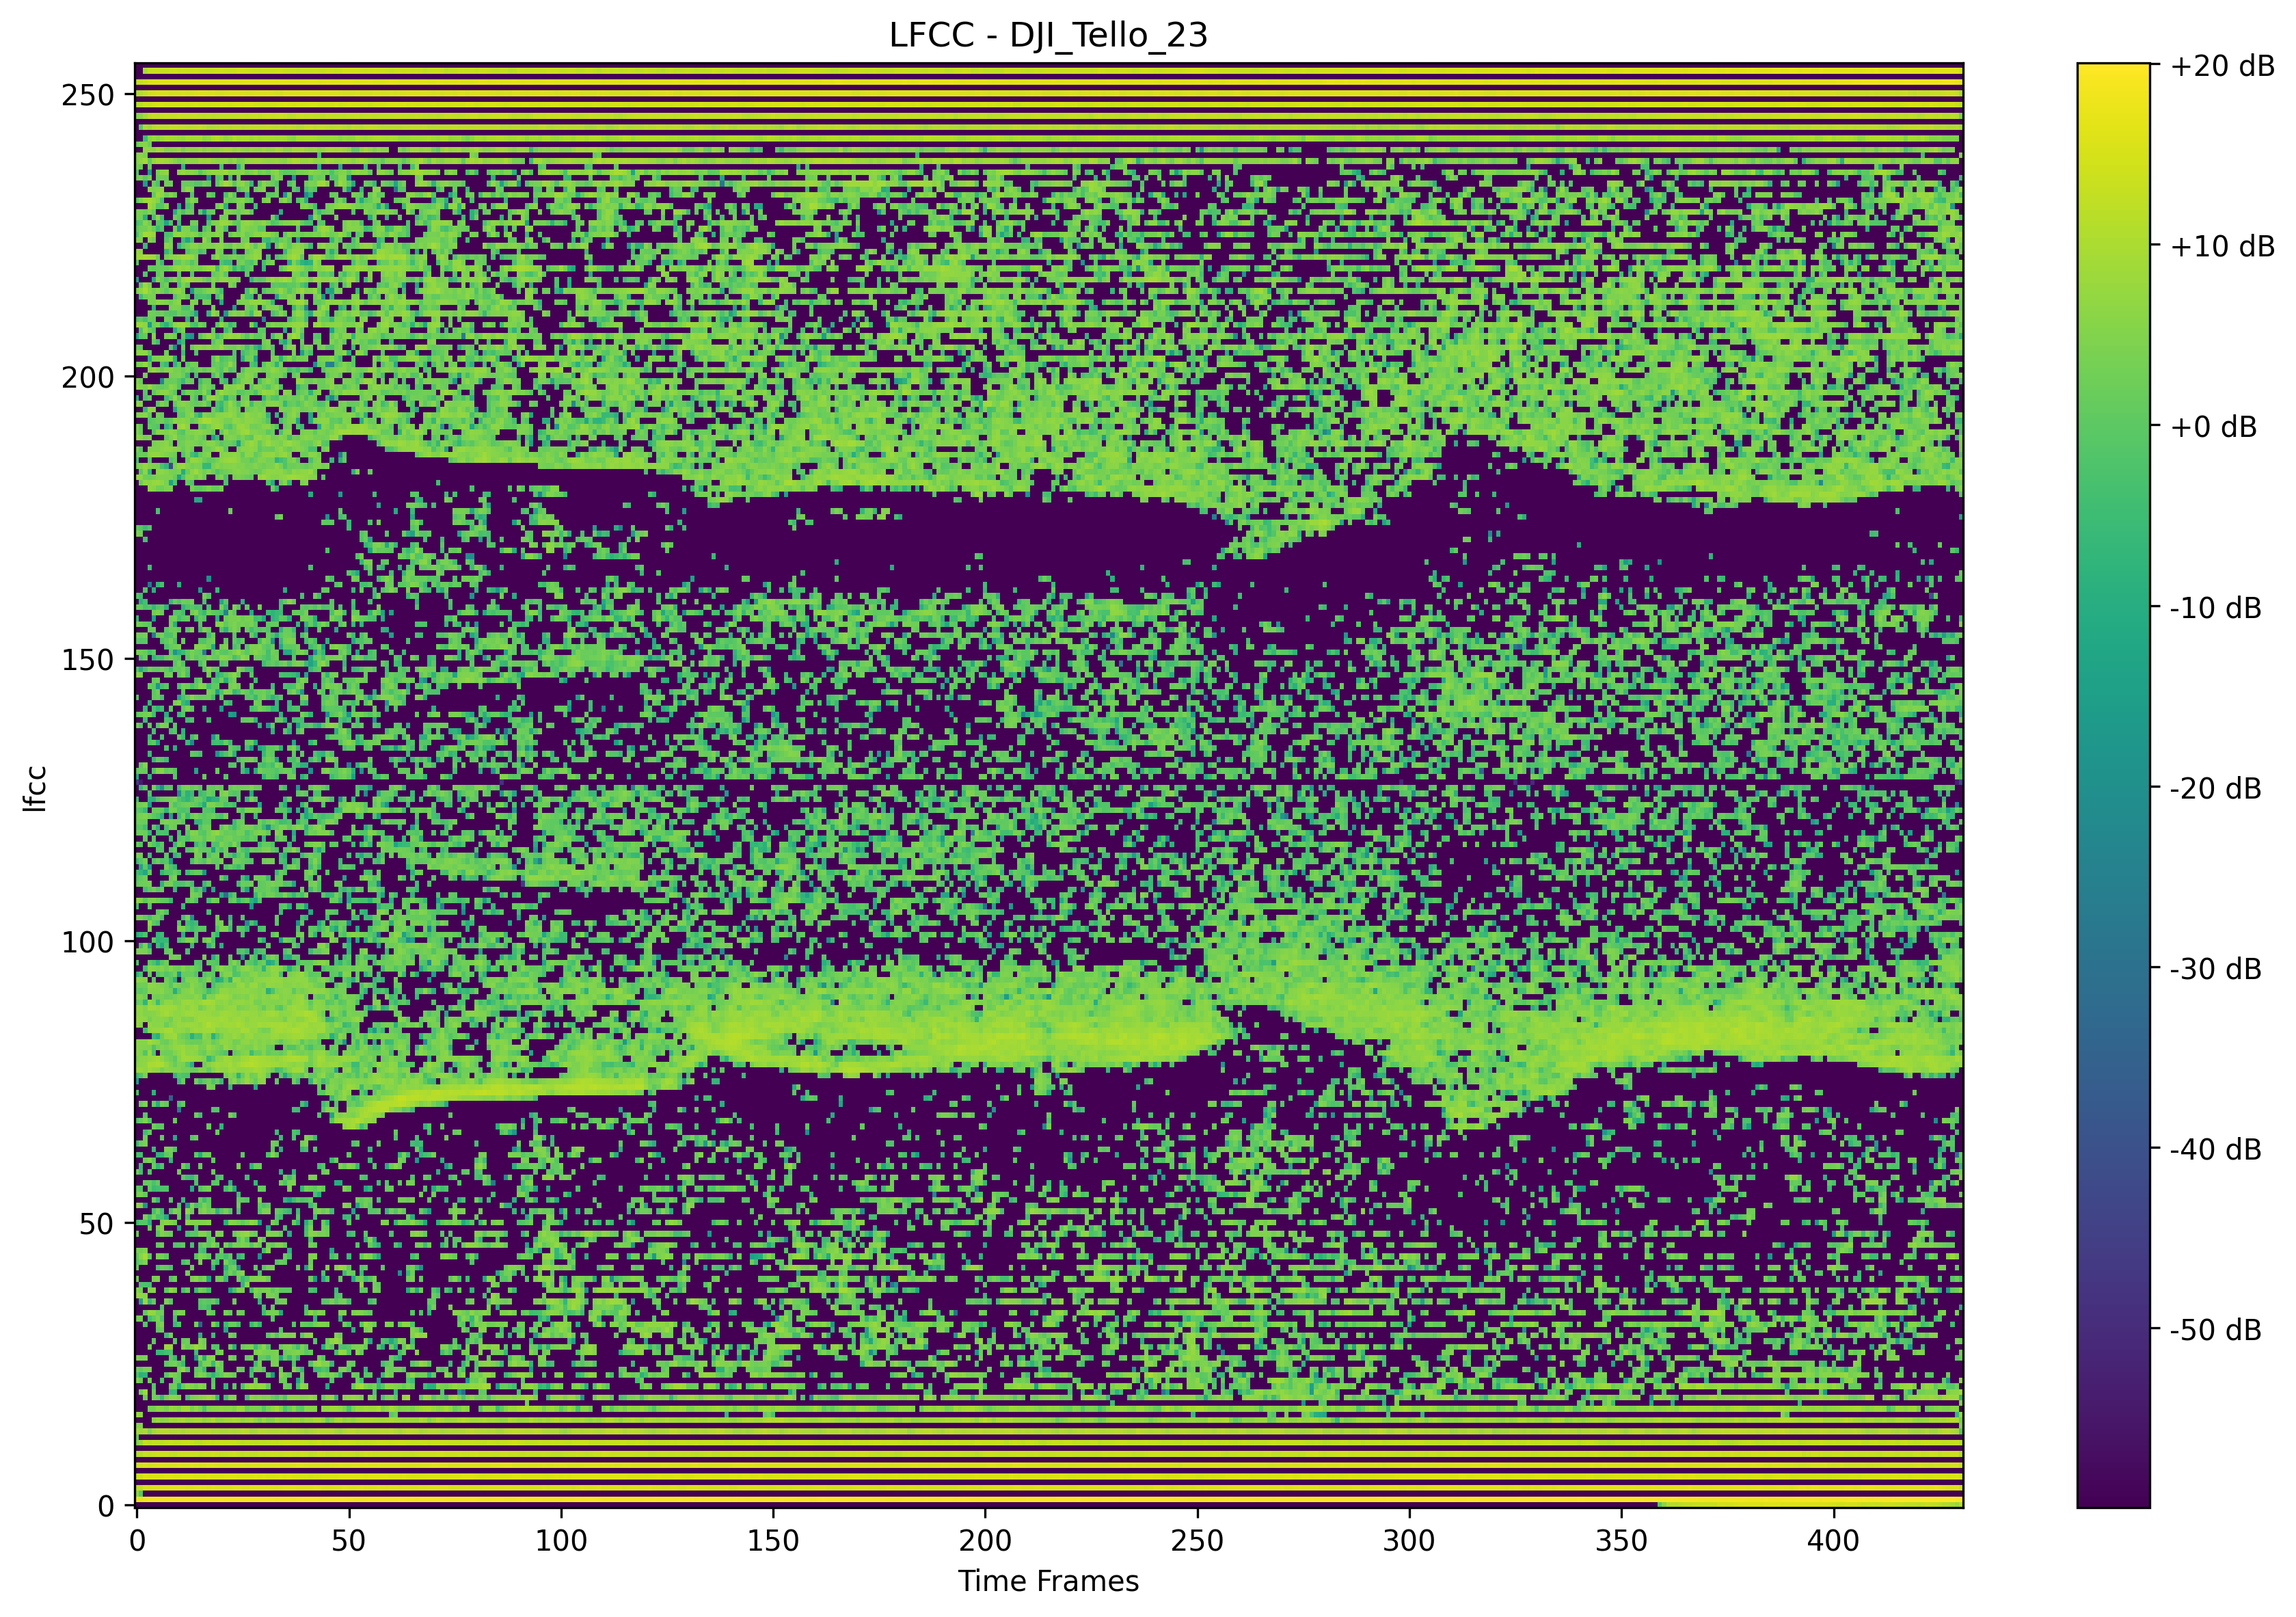 LFCC - DJI_Tello_23
250
200
150
100
50
0
lfcc
0 50 100 150 200 250 300 350 400
Time Frames
+20 dB
+10 dB
+0 dB
-10 dB
-20 dB
-30 dB
-40 dB
-50 dB